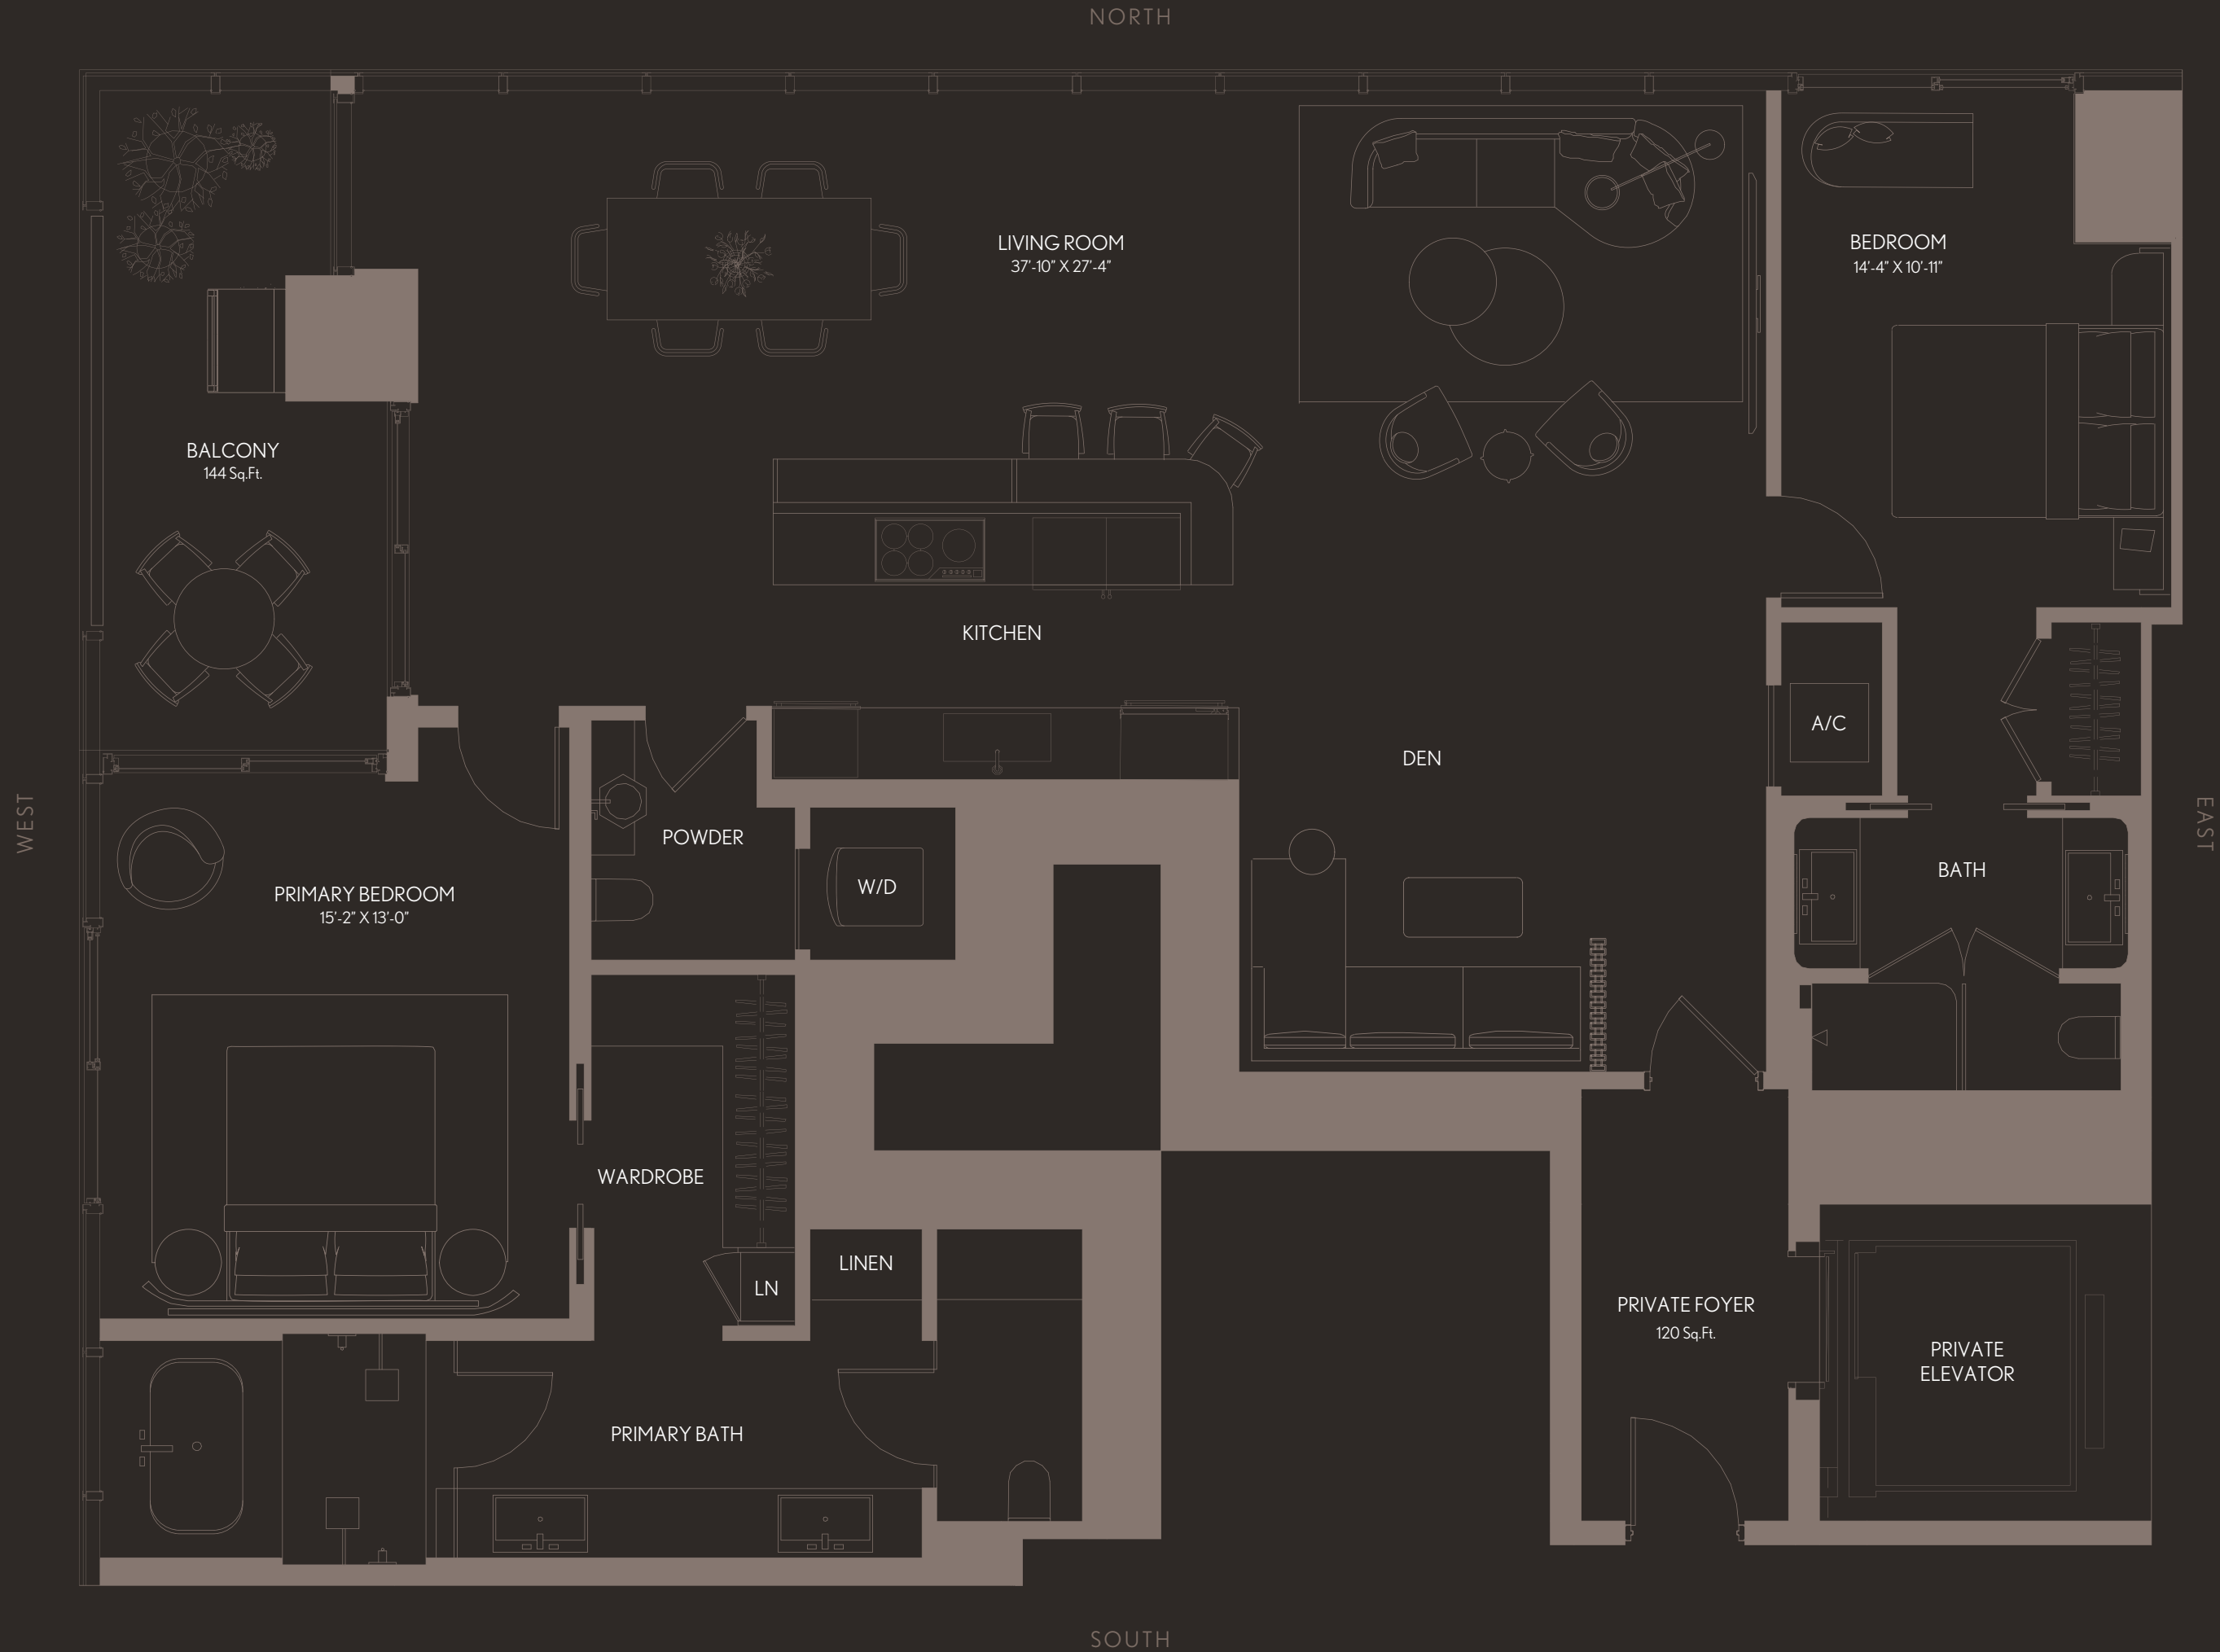 NORTH
LIVING ROOM
37'-10" X 27'-4"
BEDROOM
14'-4" X 10'-11"
BALCONY
144 Sq.Ft.
KITCHEN
A/C
DEN
WEST
EAST
POWDER
BATH
W/D
PRIMARY BEDROOM
15'-2" X 13'-0"
WARDROBE
LINEN
LN
PRIVATE FOYER
120 Sq.Ft.
PRIVATE
ELEVATOR
PRIMARY BATH
SOUTH